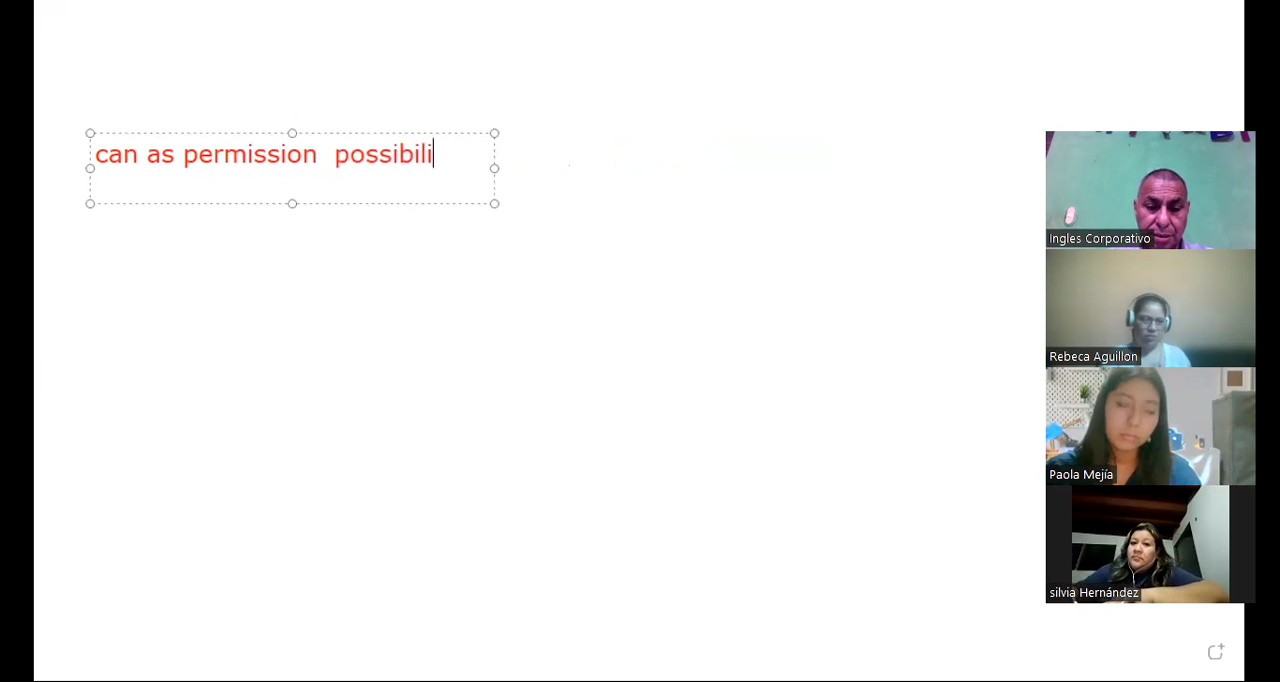 can as permission  possibili
Ingles Corporativo
Rebeca Aguillon
Paola Mejía
silvia Hernández